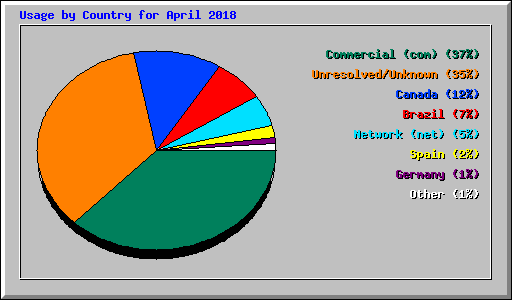 Usage by Country for April 2018
Commercial (com) (37%)
Unresolved/Unknown (35%)
Canada (12%)
Brazil (7%)
Network (net) (5%)
Spain (2%)
Germany (1%)
Other (1%)